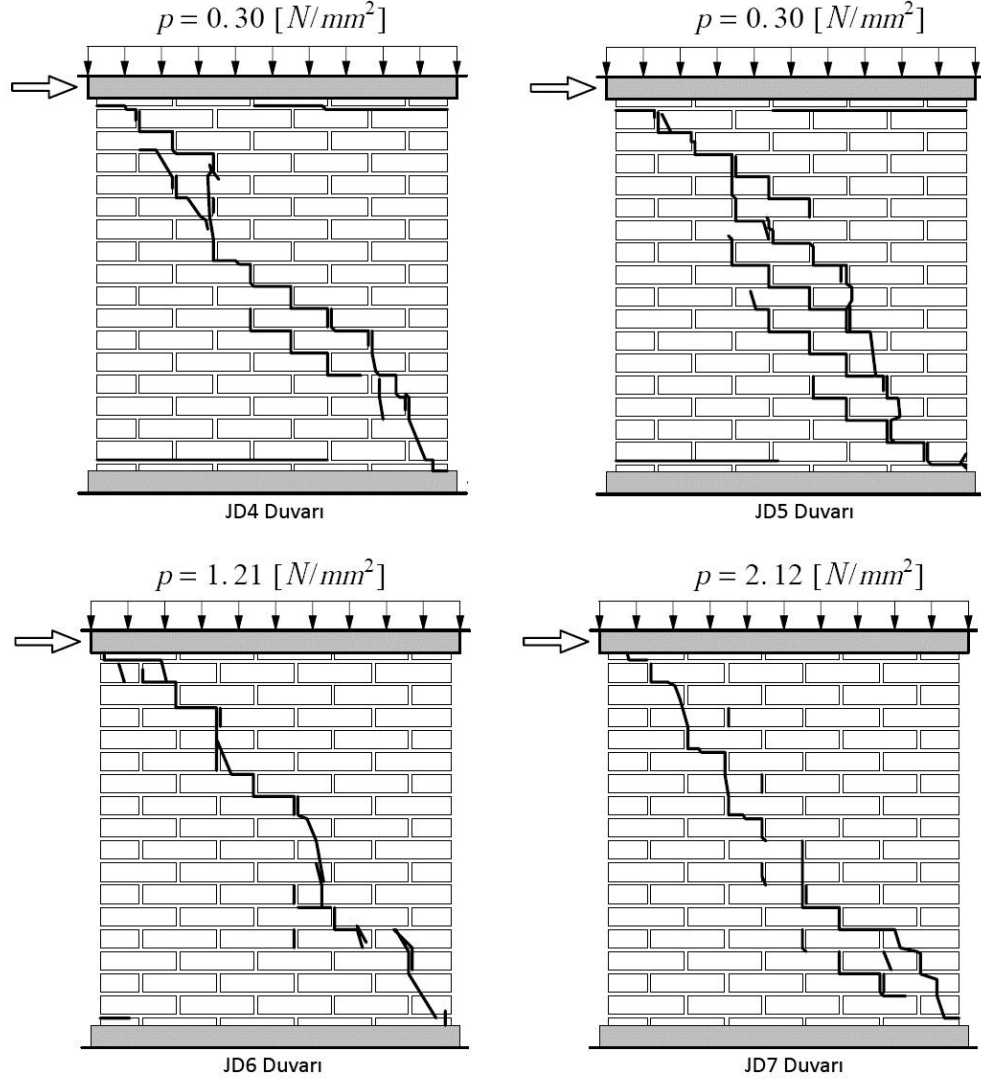 p = 0.30 [N/mm²]
p = 0.30 [N/mm²]
JD4 Duvarı
JD5 Duvarı
p = 1.21 [N/mm²]
p = 2.12 [N/mm²]
JD6 Duvarı
JD7 Duvarı